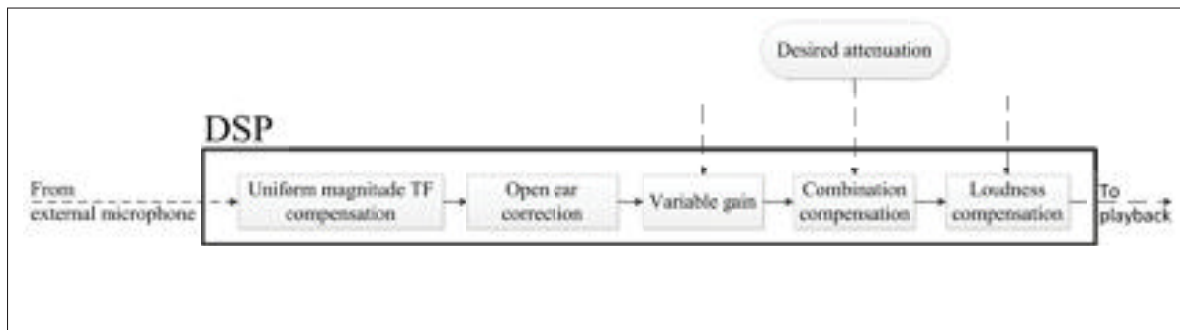 Desired attenuation
DSP
From
external microphone
Uniform magnitude TF
compensation
Open ear
correction
Variable gain
Combination
compensation
Loudness
compensation
To
playback